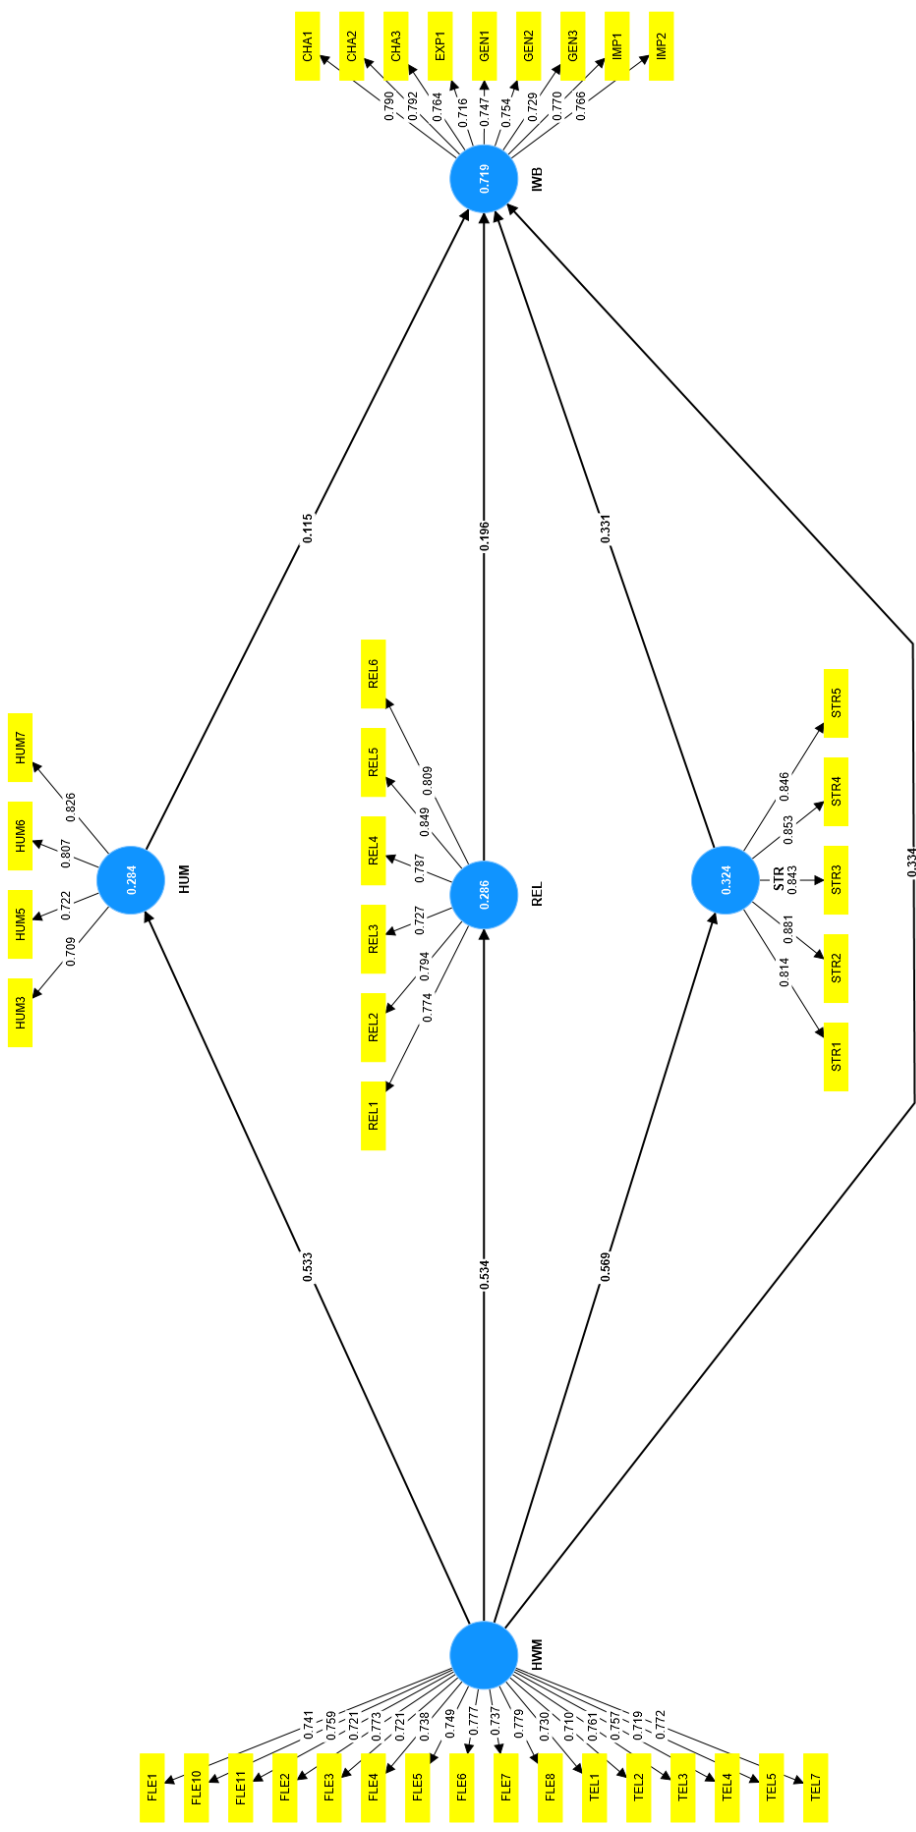 CHA1
CHA2
CHA3
EXP1
GEN1
GEN2
GEN3
IMP1
IMP2
0.790
0.792
0.764
0.716
0.747
0.754
0.729
0.770
0.766
0.719
IWB
0.115
0.196
0.331
0.334
HUM3
HUM5
HUM6
HUM7
0.709
0.722
0.807
0.826
0.284
HUM
REL1
REL2
REL3
REL4
REL5
REL6
0.774
0.794
0.727
0.787
0.849
0.809
0.286
REL
0.324
STR
0.814
0.881
0.843
0.853
0.846
STR1
STR2
STR3
STR4
STR5
0.533
0.534
0.569
HWM
0.741
0.759
0.721
0.773
0.721
0.738
0.749
0.777
0.737
0.779
0.730
0.710
0.761
0.757
0.719
0.772
FLE1
FLE10
FLE11
FLE2
FLE3
FLE4
FLE5
FLE6
FLE7
FLE8
TEL1
TEL2
TEL3
TEL4
TEL5
TEL7